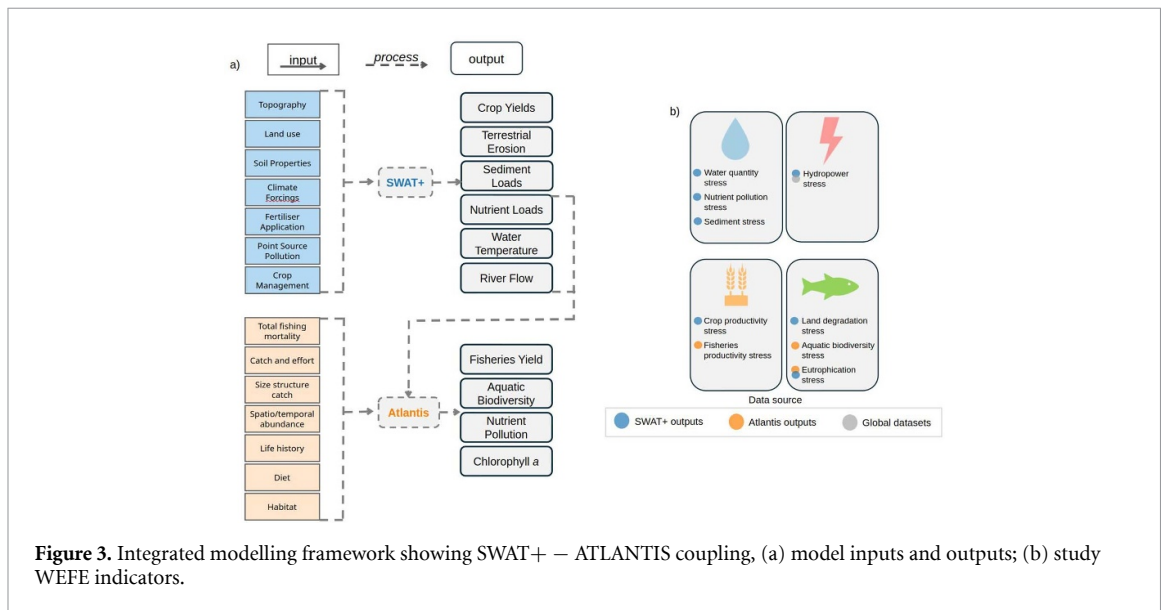 a)
input
process
output
Topography
Land use
Soil Properties
Climate
Forcings
Fertiliser
Application
Point Source
Pollution
Crop
Management
SWAT+
Crop Yields
Terrestrial
Erosion
Sediment
Loads
Nutrient Loads
Water
Temperature
River Flow
Total fishing
mortality
Catch and effort
Size structure
catch
Spatio/temporal
abundance
Life history
Diet
Habitat
Atlantis
Fisheries Yield
Aquatic
Biodiversity
Nutrient
Pollution
Chlorophyll a
b)
Water quantity
stress
Nutrient pollution
stress
Sediment stress
Hydropower
stress
Crop productivity
stress
Fisheries
productivity stress
Land degradation
stress
Aquatic biodiversity
stress
Eutrophication
stress
Data source
SWAT+ outputs
Atlantis outputs
Global datasets
Figure 3. Integrated modelling framework showing SWAT+ − ATLANTIS coupling, (a) model inputs and outputs; (b) study
WEFE indicators.